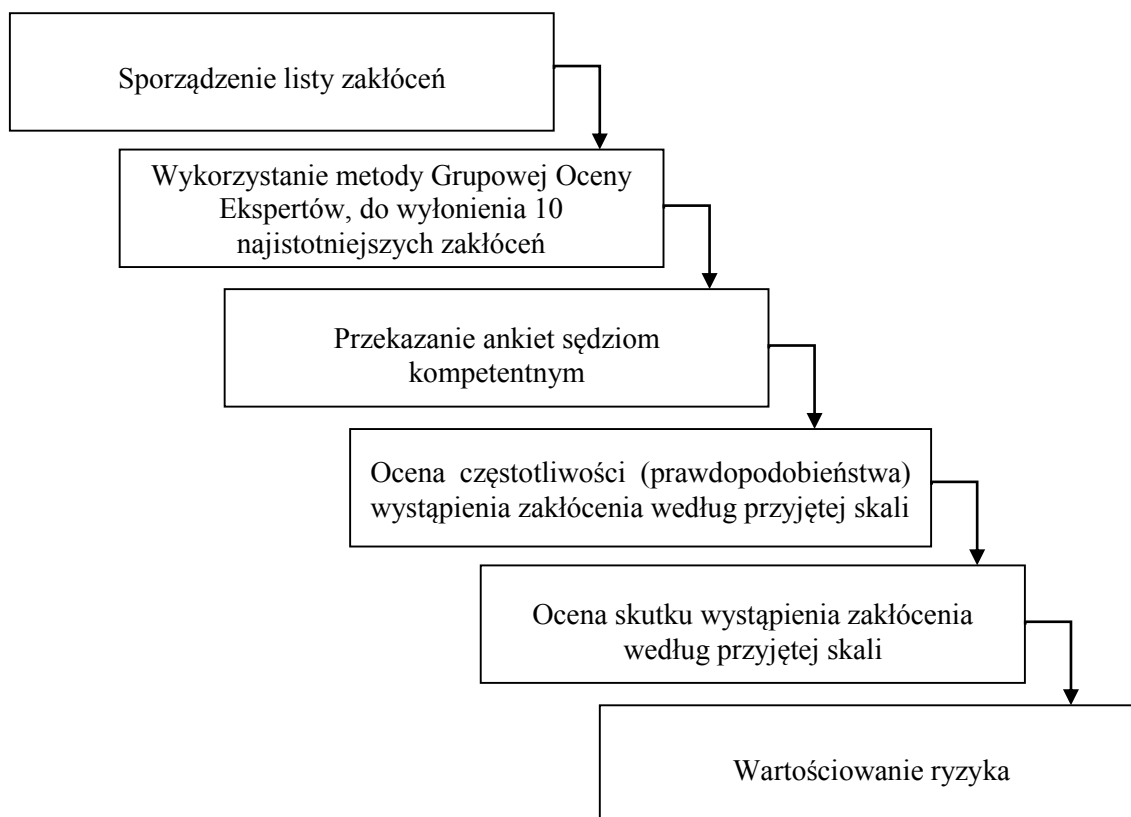 Sporządzenie listy zakłóceń
Wykorzystanie metody Grupowej Oceny
Ekspertów, do wyłonienia 10
najistotniejszych zakłóceń
Przekazanie ankiet sędziom
kompetentnym
Ocena częstotliwości (prawdopodobieństwa)
wystąpienia zakłócenia według przyjętej skali
Ocena skutku wystąpienia zakłócenia
według przyjętej skali
Wartościowanie ryzyka